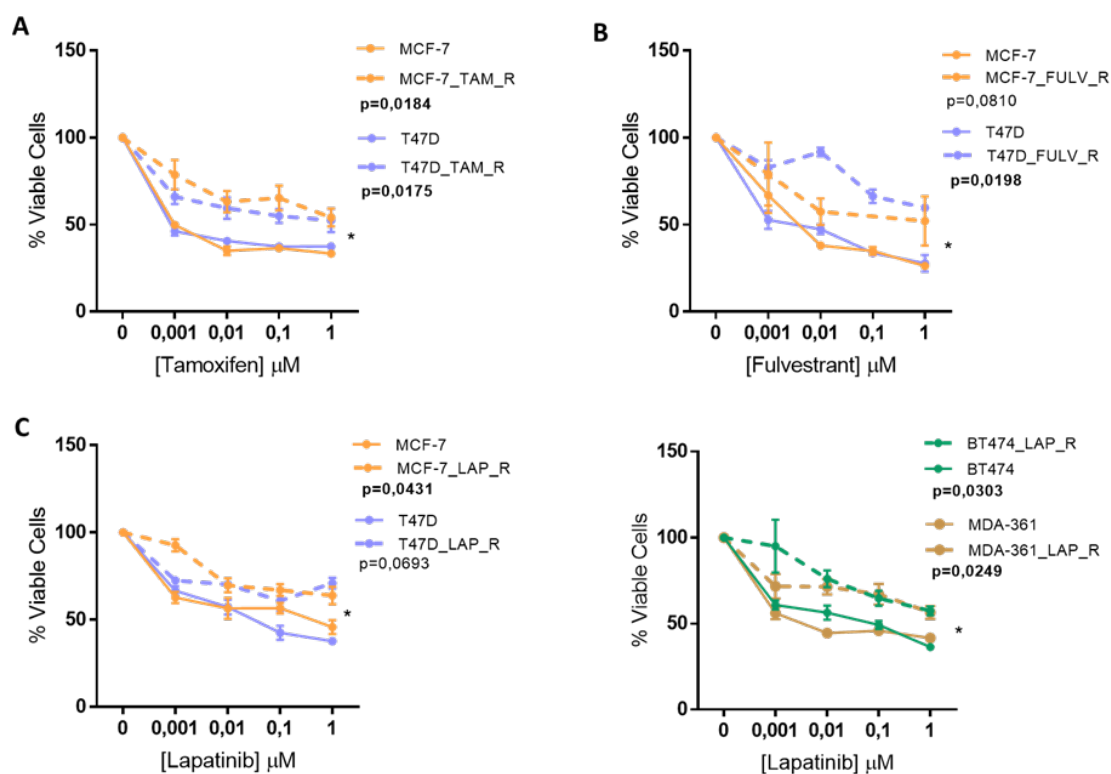 A
% Viable Cells
150
100
50
0
0 0,001 0,01 0,1 1
[Tamoxifen] μM
MCF-7
MCF-7_TAM_R
p=0,0184
T47D
T47D_TAM_R
p=0,0175
*
B
% Viable Cells
150
100
50
0
0 0,001 0,01 0,1 1
[Fulvestrant] μM
MCF-7
MCF-7_FULV_R
p=0,0810
T47D
T47D_FULV_R
p=0,0198
*
C
% Viable Cells
150
100
50
0
0 0,001 0,01 0,1 1
[Lapatinib] μM
MCF-7
MCF-7_LAP_R
p=0,0431
T47D
T47D_LAP_R
p=0,0693
*
% Viable Cells
150
100
50
0
0 0,001 0,01 0,1 1
[Lapatinib] μM
BT474_LAP_R
BT474
p=0,0303
MDA-361
MDA-361_LAP_R
p=0,0249
*